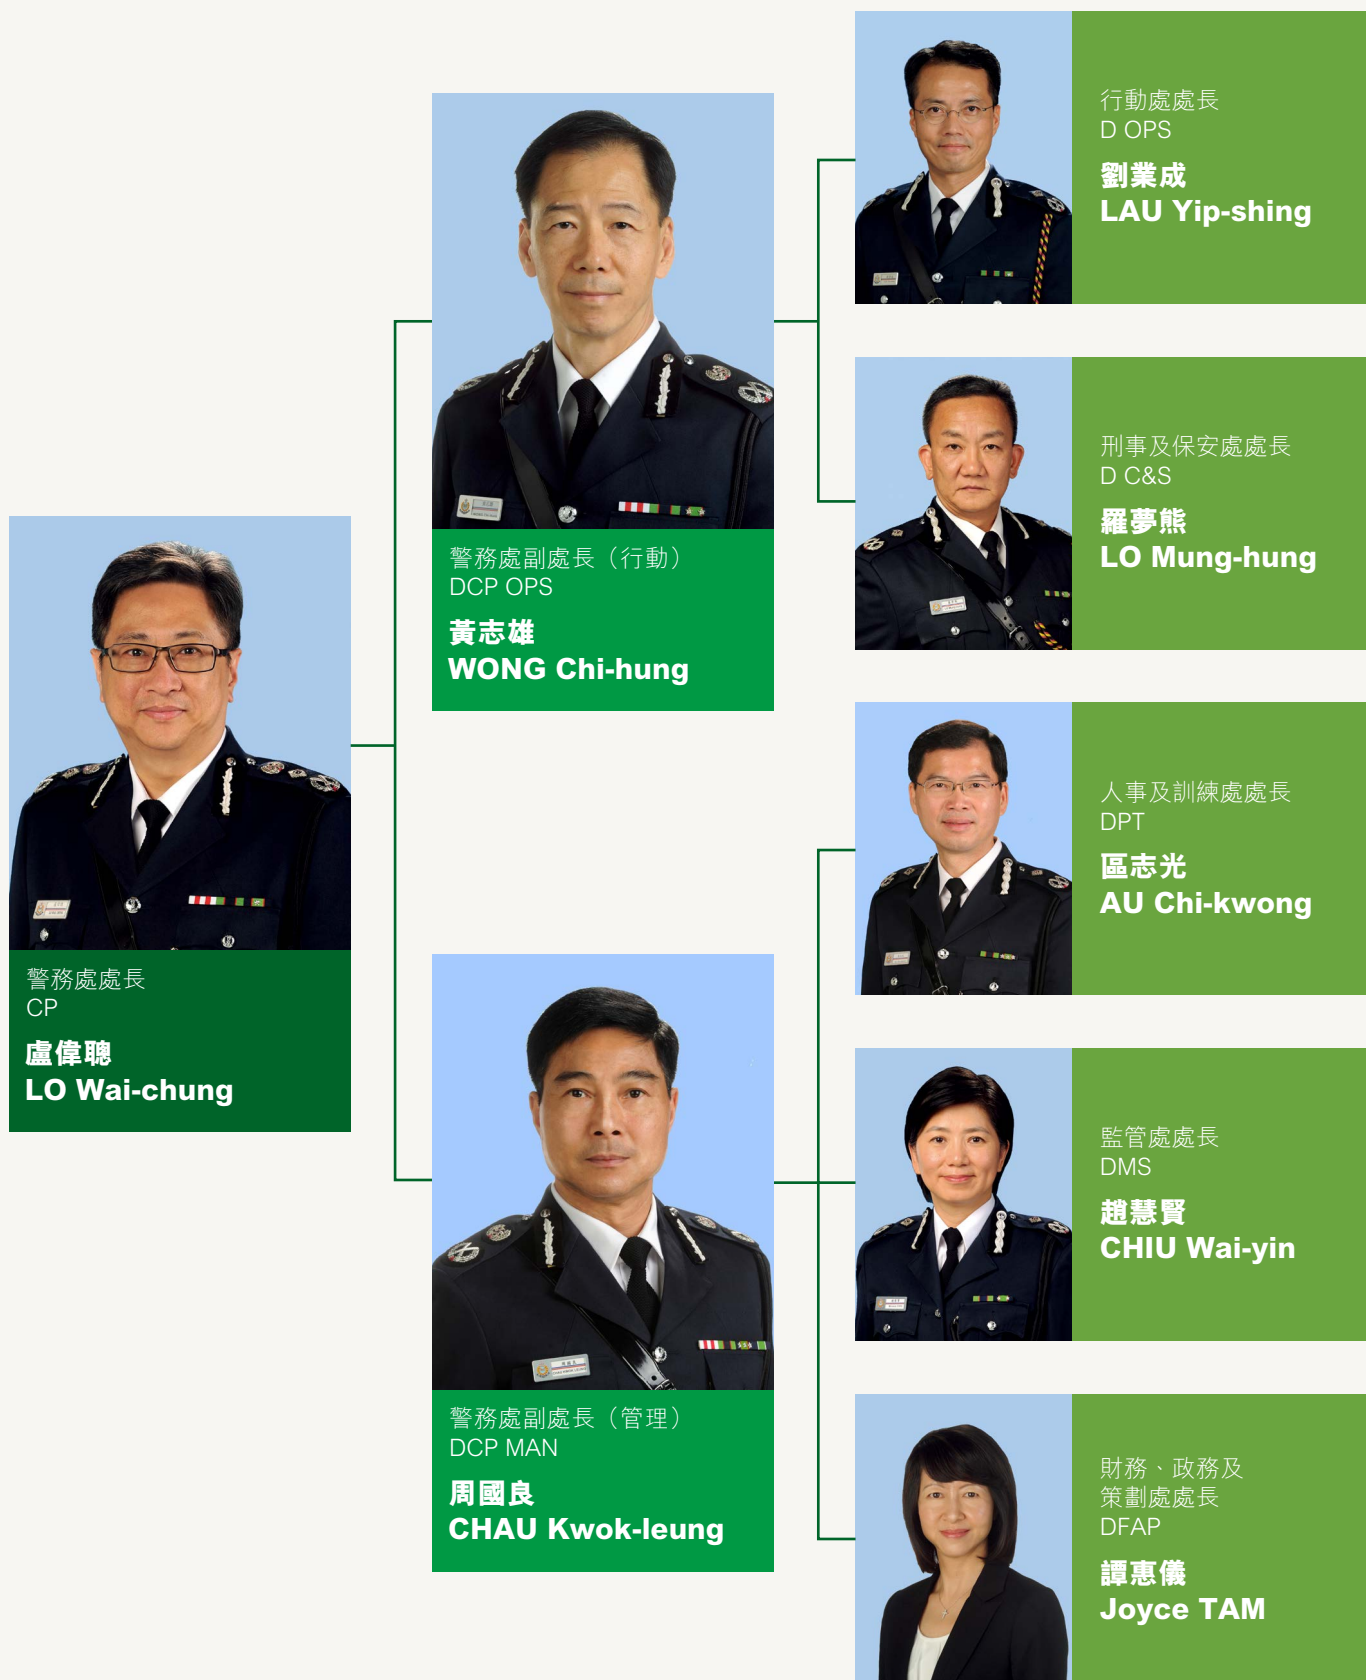 警務處處長
CP
盧偉聰
LO Wai-chung
警務處副處長（行動）
DCP OPS
黃志雄
WONG Chi-hung
警務處副處長（管理）
DCP MAN
周國良
CHAU Kwok-leung
行動處處長
D OPS
劉業成
LAU Yip-shing
刑事及保安處處長
D C&S
羅夢熊
LO Mung-hung
人事及訓練處處長
DPT
區志光
AU Chi-kwong
監管處處長
DMS
趙慧賢
CHIU Wai-yin
財務、政務及
策劃處處長
DFAP
譚惠儀
Joyce TAM